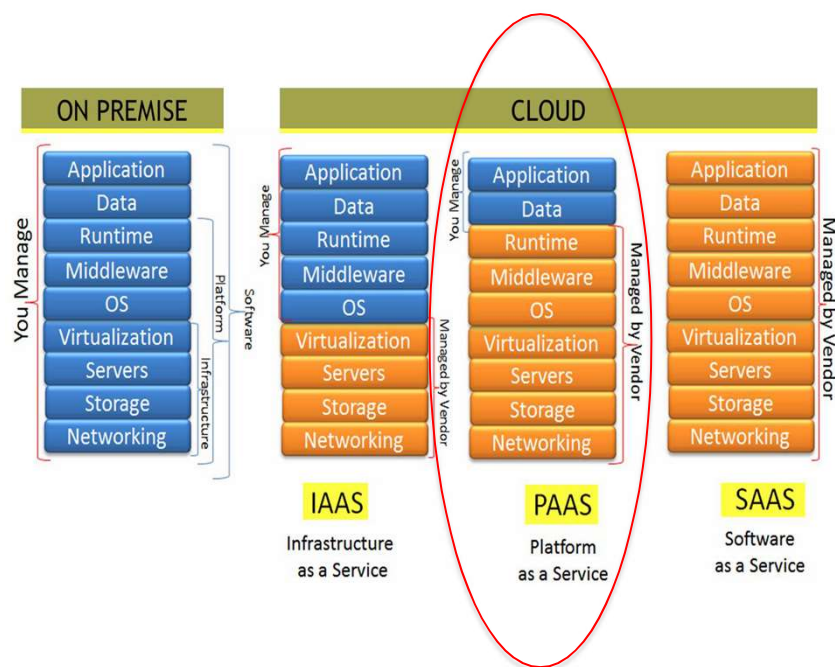 ON PREMISE
CLOUD
You Manage
Application
Data
Runtime
Middleware
OS
Virtualization
Servers
Storage
Networking
Infrastructure
Platform
Software
You Manage
Application
Data
Runtime
Middleware
OS
Virtualization
Servers
Storage
Networking
Managed by Vendor
IAAS
Infrastructure
as a Service
You Manage
Application
Data
Runtime
Middleware
OS
Virtualization
Servers
Storage
Networking
Managed by Vendor
PAAS
Platform
as a Service
Application
Data
Runtime
Middleware
OS
Virtualization
Servers
Storage
Networking
Managed by Vendor
SAAS
Software
as a Service